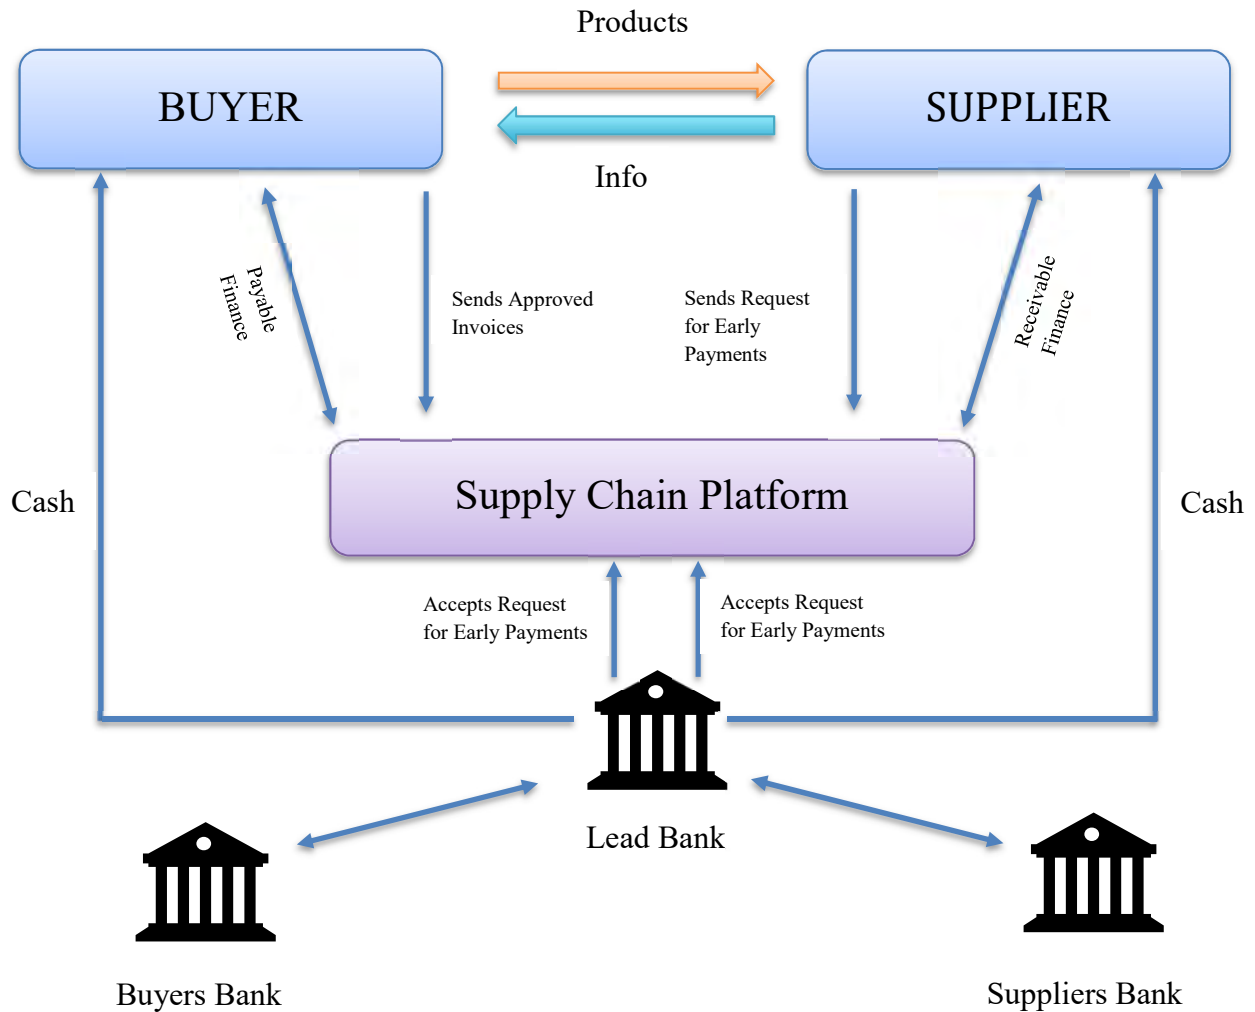 Products
BUYER
SUPPLIER
Info
Payable
Finance
Sends Approved
Invoices
Sends Request
for Early
Payments
Receivable
Finance
Cash
Supply Chain Platform
Cash
Accepts Request
for Early Payments
Accepts Request
for Early Payments
Lead Bank
Buyers Bank
Suppliers Bank